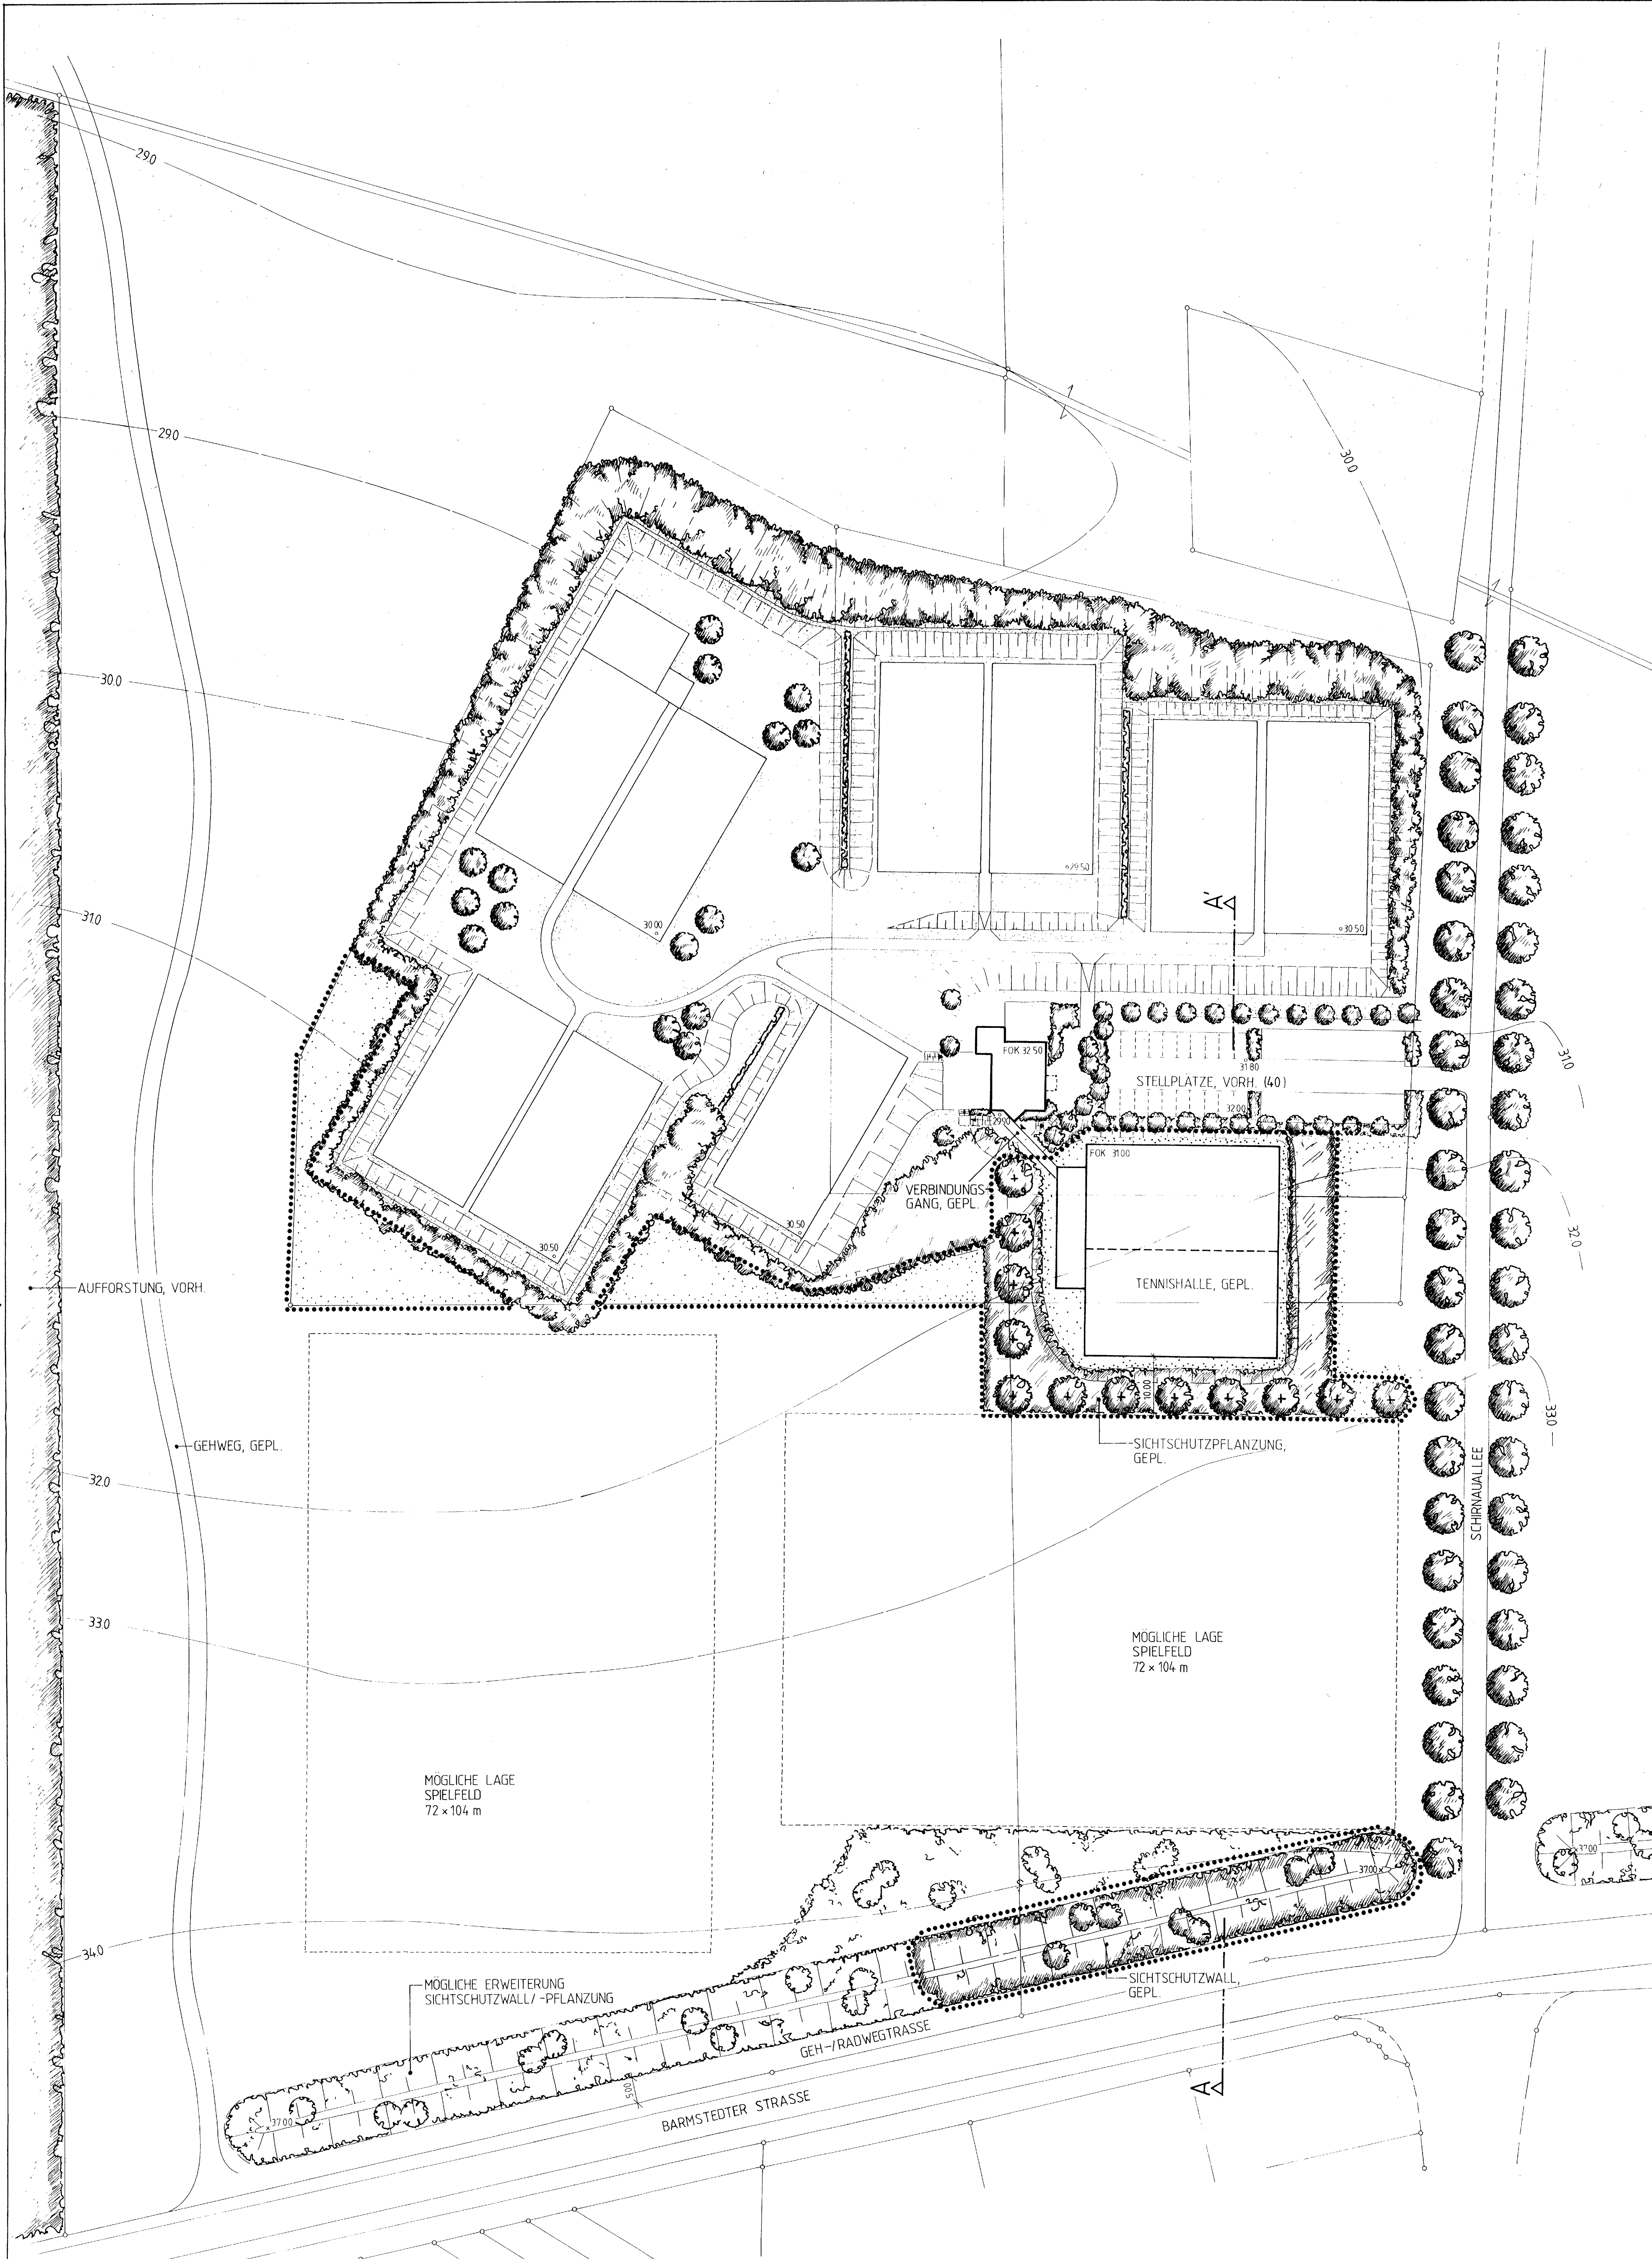 29.0
29.0
30.0
30.0
29.50
30.00
31.0
30.50
A
FOK 32.50
31.80
STELLPLÄTZE, VORH. (40)
32.00
31.0
FOK 31.00
VERBINDUNGS-
GANG, GEPL.
30.50
30.50
32.0
TENNISHALLE, GEPL.
AUFFORSTUNG, VORH.
10.00
33.0
GEHWEG, GEPL.
SICHTSCHUTZPFLANZUNG,
GEPL.
32.0
SCHIRNAUALLEE
33.0
MÖGLICHE LAGE
SPIELFELD
72 × 104 m
MÖGLICHE LAGE
SPIELFELD
72 × 104 m
37.00
37.00
34.0
MÖGLICHE ERWEITERUNG
SICHTSCHUTZWALL/-PFLANZUNG
SICHTSCHUTZWALL,
GEPL.
GEH-/RADWEGTRASSE
5.00
A
37.00
BARMSTEDTER STRASSE